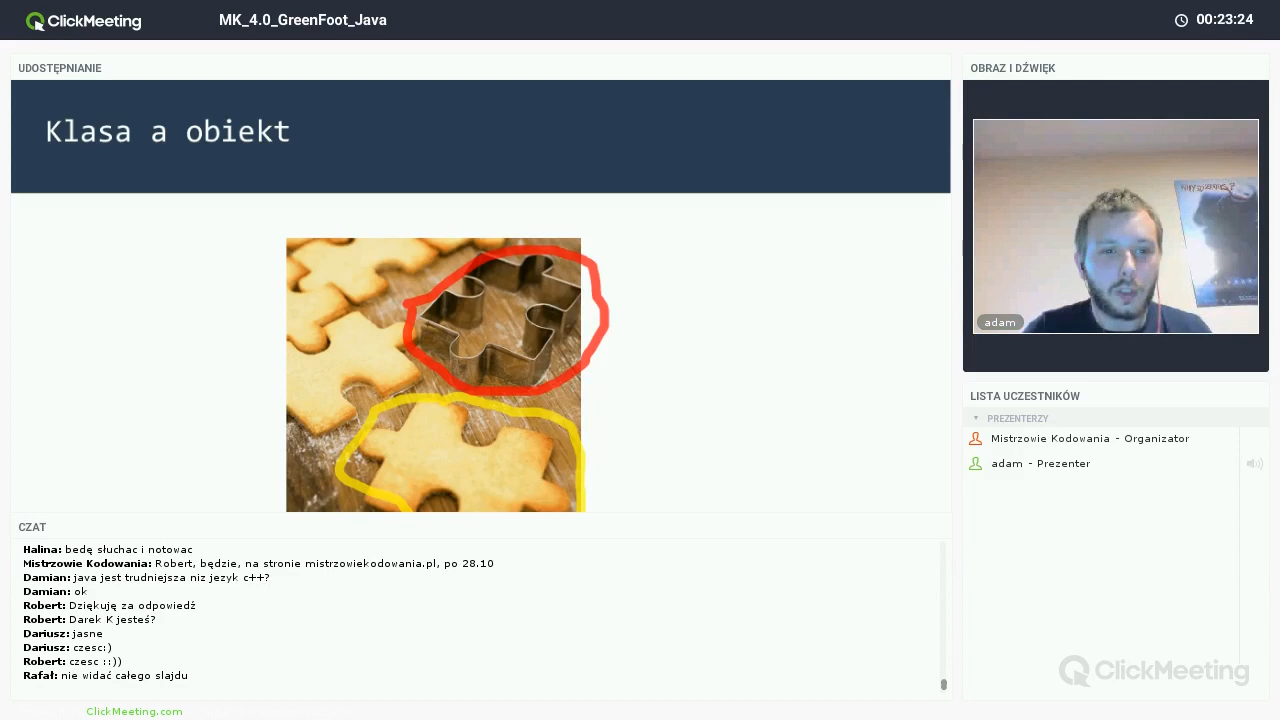 ClickMeeting
MK_4.0_GreenFoot_Java
00:23:24
UDOSTĘPNIANIE
Klasa a obiekt
OBRAZ I DŹWIĘK
adam
LISTA UCZESTNIKÓW
PREZENTERZY
Mistrzowie Kodowania - Organizator
adam - Prezenter
CZAT
Halina: bedę słuchac i notowac
Mistrzowie Kodowania: Robert, będzie, na stronie mistrzowiekodowania.pl, po 28.10
Damian: java jest trudniejsza niz jezyk c++?
Damian: ok
Robert: Dziękuję za odpowiedź
Robert: Darek K jesteś?
Dariusz: jasne
Dariusz: czesc:)
Robert: czesc ::))
Rafał: nie widać całego slajdu
ClickMeeting
ClickMeeting.com